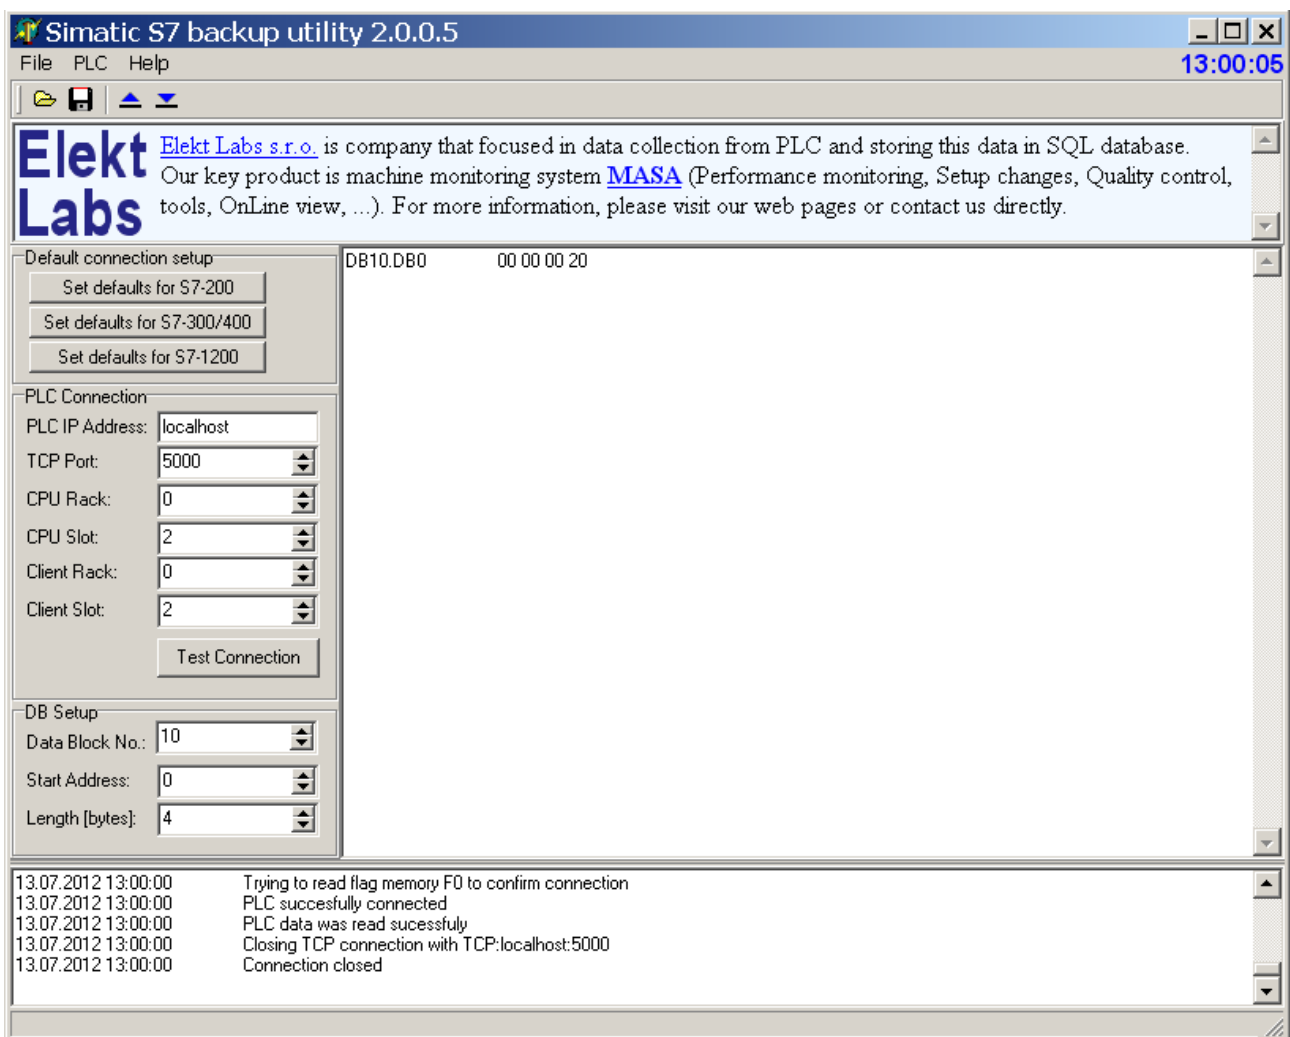 Simatic S7 backup utility 2.0.0.5
File PLC Help
13:00:05
Elekt Labs
Elekt Labs s.r.o. is company that focused in data collection from PLC and storing this data in SQL database.
Our key product is machine monitoring system MASA (Performance monitoring, Setup changes, Quality control,
tools, OnLine view, ...). For more information, please visit our web pages or contact us directly.
Default connection setup
Set defaults for S7-200
Set defaults for S7-300/400
Set defaults for S7-1200
PLC Connection
PLC IP Address: localhost
TCP Port: 5000
CPU Rack: 0
CPU Slot: 2
Client Rack: 0
Client Slot: 2
Test Connection
DB Setup
Data Block No.: 10
Start Address: 0
Length [bytes]: 4
DB10.DB0 00 00 00 20
13.07.2012 13:00:00 Trying to read flag memory F0 to confirm connection
13.07.2012 13:00:00 PLC succesfully connected
13.07.2012 13:00:00 PLC data was read sucessfuly
13.07.2012 13:00:00 Closing TCP connection with TCP:localhost:5000
13.07.2012 13:00:00 Connection closed